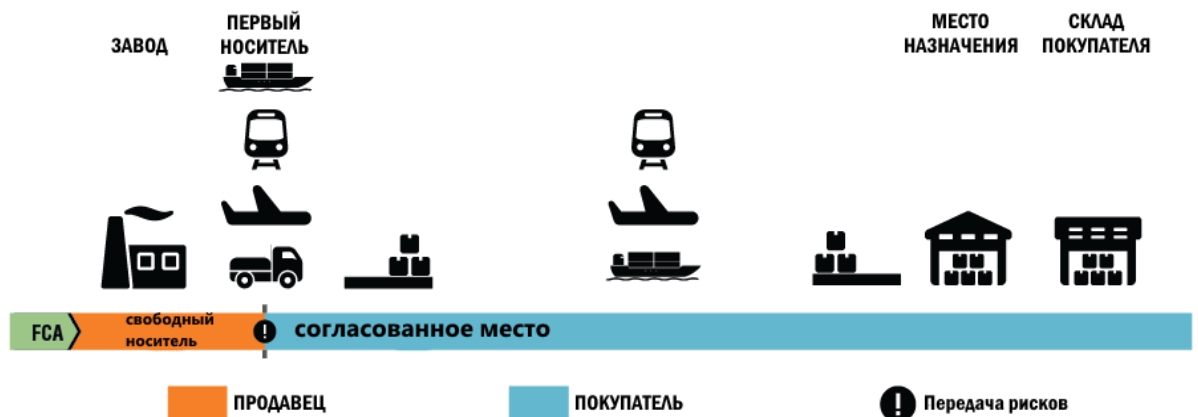 ЗАВОД
ПЕРВЫЙ
НОСИТЕЛЬ
МЕСТО
НАЗНАЧЕНИЯ
СКЛАД
ПОКУПАТЕЛЯ
FCA
свободный
носитель
!
согласованное место
ПРОДАВЕЦ
ПОКУПАТЕЛЬ
! Передача рисков